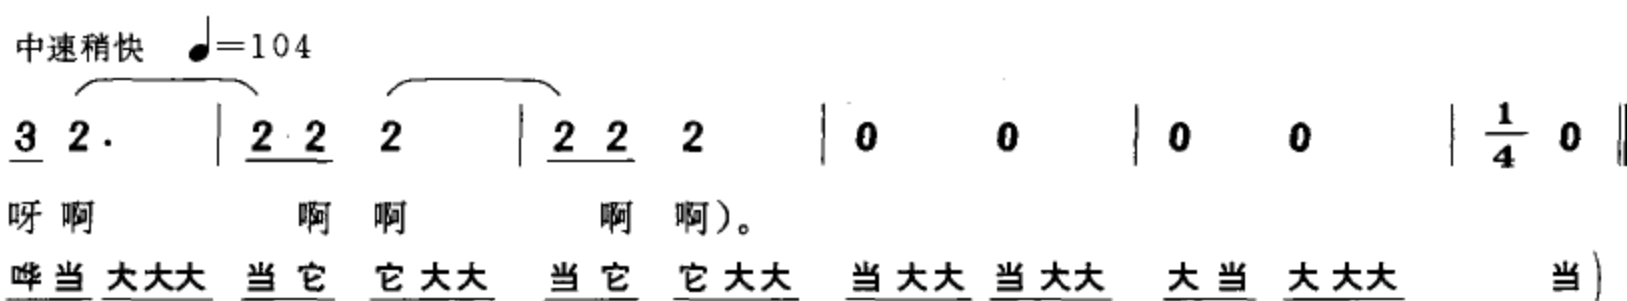 中速稍快 ♩=104
3 2. | 2 2 2 | 2 2 2 | 0 0 | 0 0 | 1/4 0 ‖
呀 啊 啊 啊 啊 啊)。
哗当 大大大 当它 它大大 当它 它大大 当大大 当大大 大当 大大大 当)